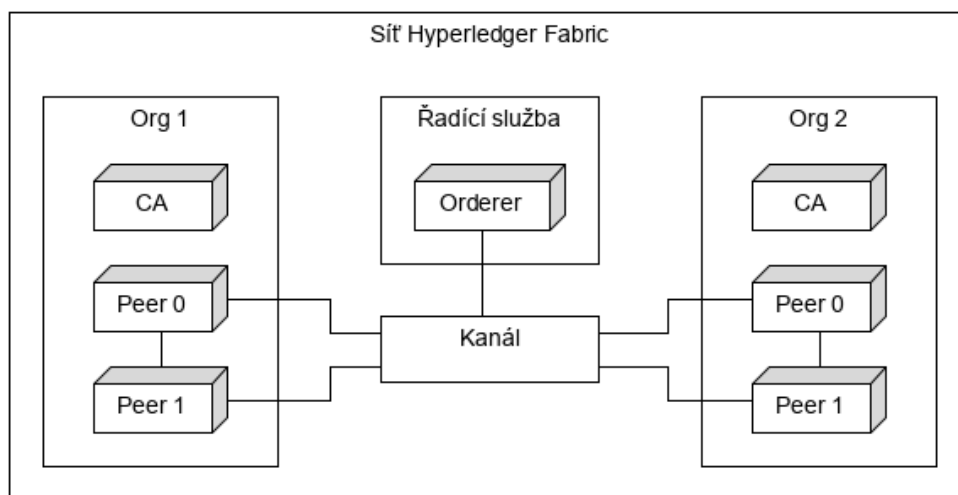 Síť Hyperledger Fabric
Org 1
CA
Peer 0
Peer 1
Řadící služba
Orderer
Kanál
Org 2
CA
Peer 0
Peer 1